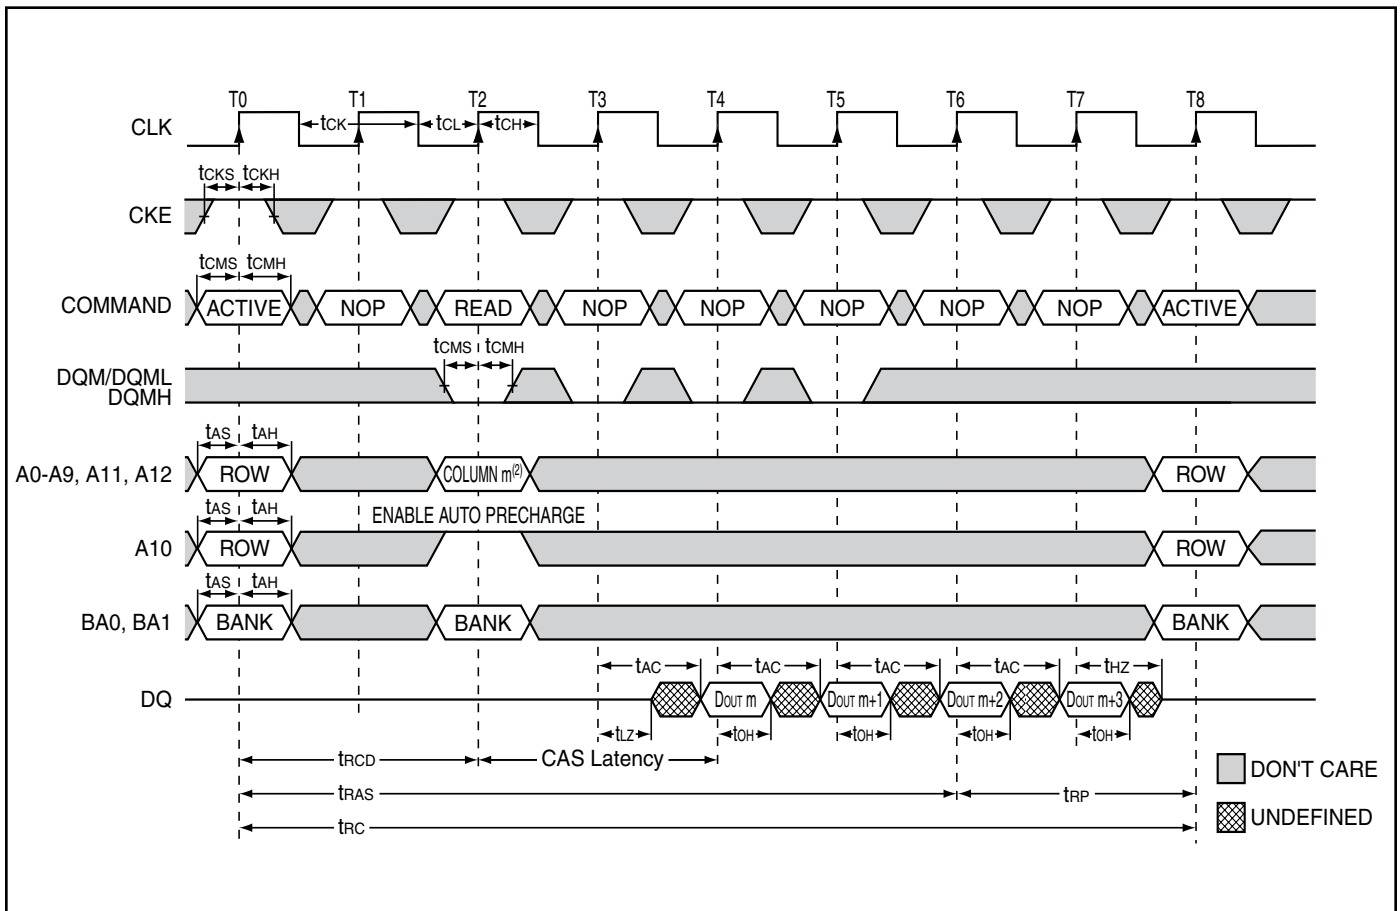 T0 T1 T2 T3 T4 T5 T6 T7 T8
CLK
tCK tCL tCH
tCKS tCKH
CKE
tCMS tCMH
COMMAND
ACTIVE NOP READ NOP NOP NOP NOP NOP ACTIVE
tCMS tCMH
DQM/DQML
DQMH
tAS tAH
A0-A9, A11, A12
ROW COLUMN m(2) ROW
tAS tAH
ENABLE AUTO PRECHARGE
A10
ROW ROW
tAS tAH
BA0, BA1
BANK BANK BANK
tAC tAC tAC tAC tHZ
DQ
DOUT m DOUT m+1 DOUT m+2 DOUT m+3
tLZ tOH tOH tOH tOH
tRCD CAS Latency
DON'T CARE
tRAS tRP
UNDEFINED
tRC